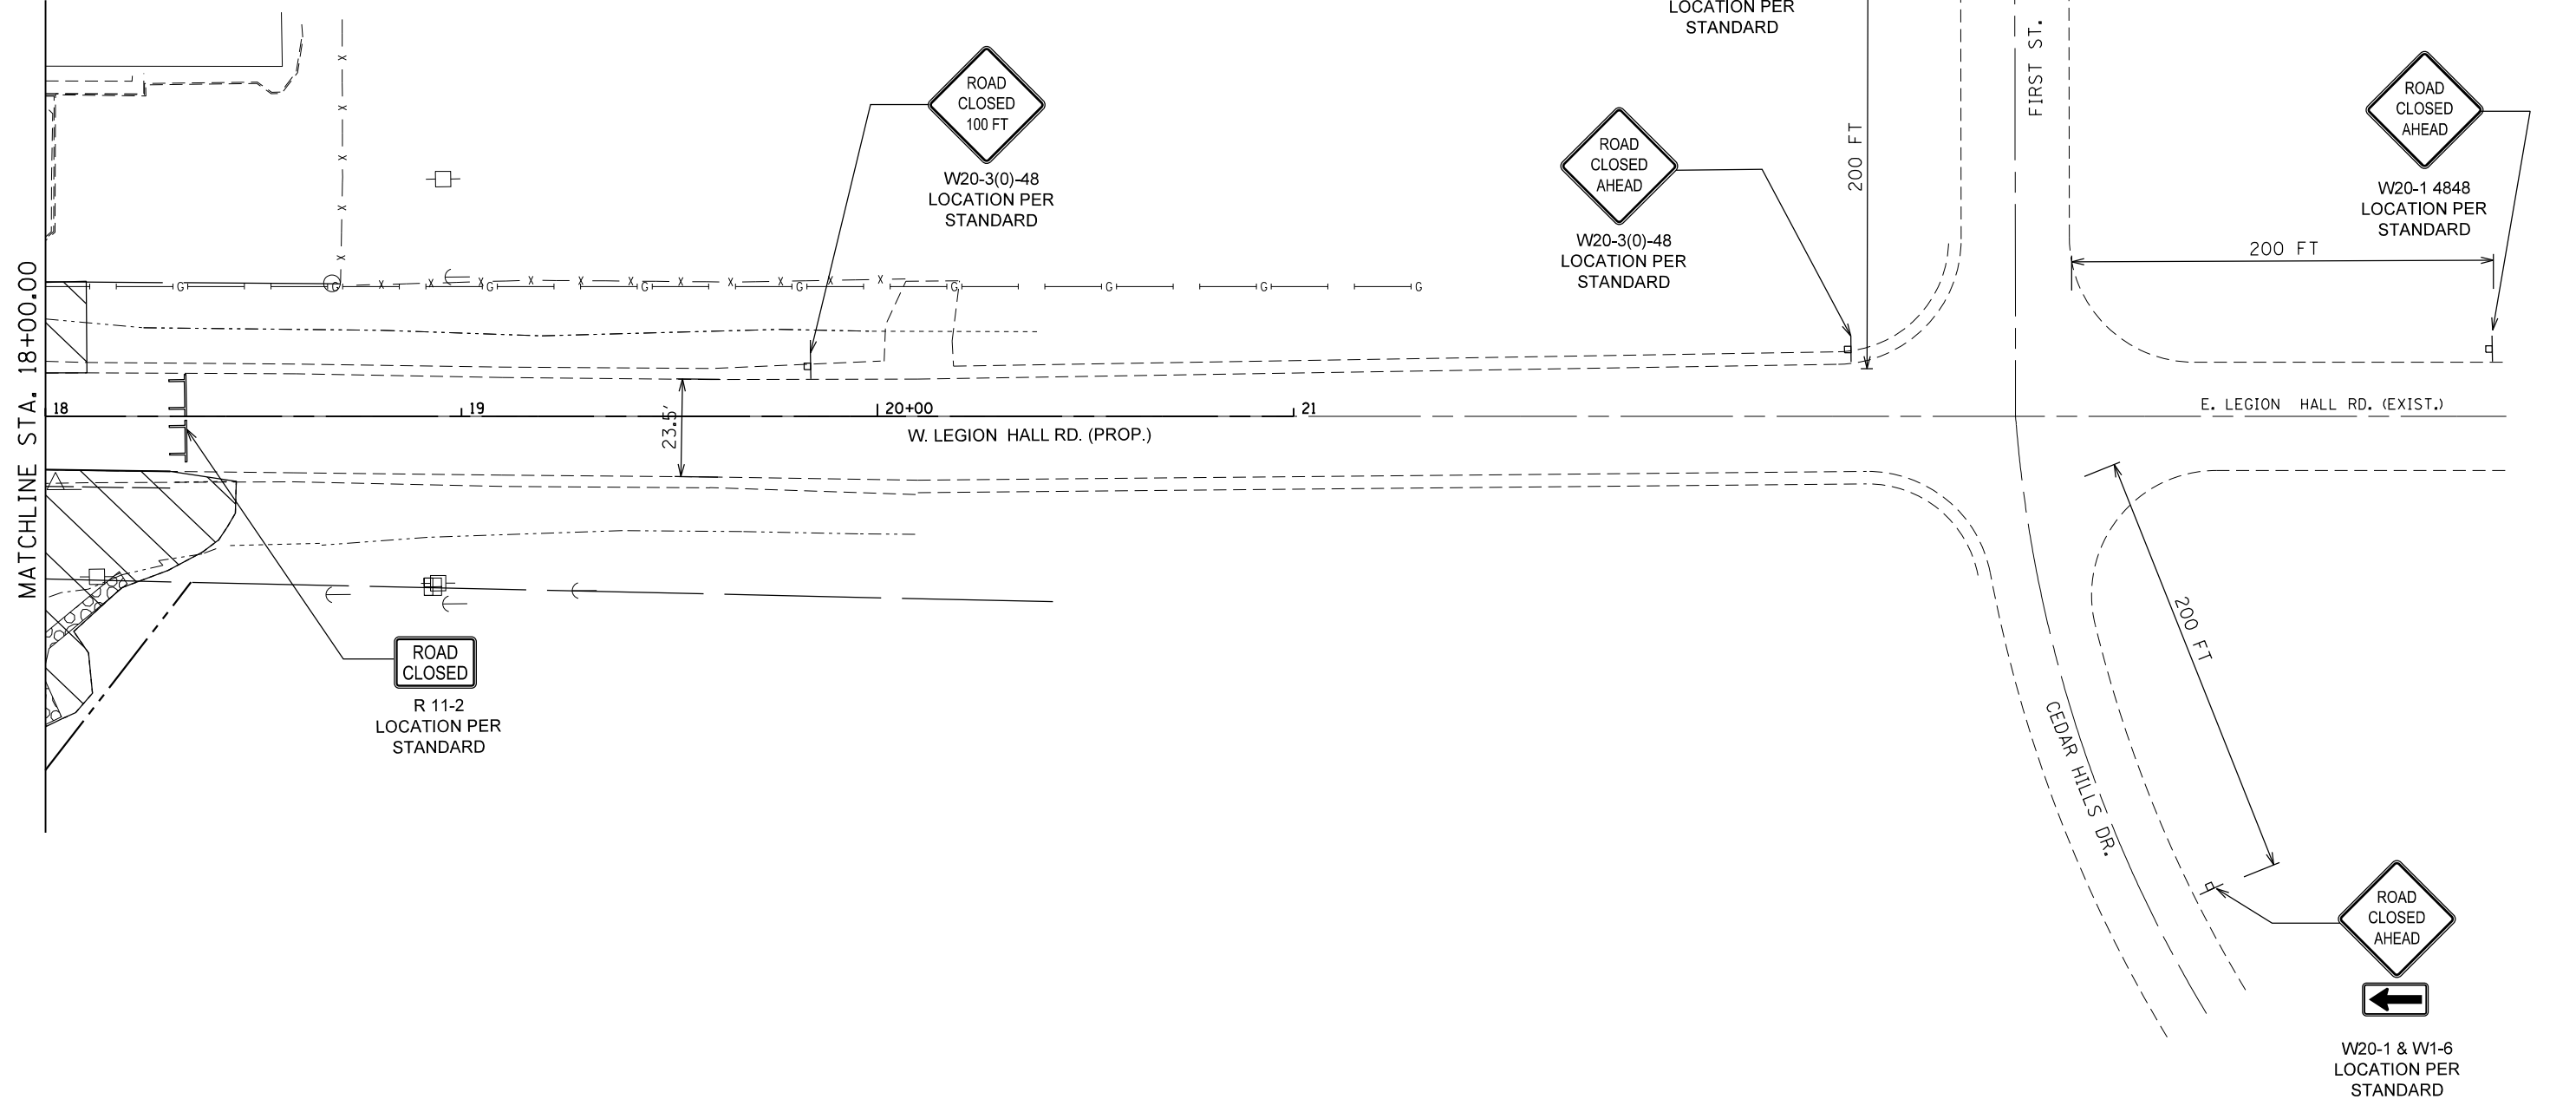 LOCATION PER
STANDARD
FIRST ST.
ROAD
CLOSED
100 FT
W20-3(0)-48
LOCATION PER
STANDARD
ROAD
CLOSED
AHEAD
W20-3(0)-48
LOCATION PER
STANDARD
200 FT
ROAD
CLOSED
AHEAD
W20-1 4848
LOCATION PER
STANDARD
200 FT
X
X
X
X
X
G X X G X X G X X G X X G G G G
MATCHLINE STA. 18+00.00
18
19
20+00
21
23.5'
W. LEGION HALL RD. (PROP.)
E. LEGION HALL RD. (EXIST.)
ROAD
CLOSED
R 11-2
LOCATION PER
STANDARD
200 FT
CEDAR HILLS DR.
ROAD
CLOSED
AHEAD
W20-1 & W1-6
LOCATION PER
STANDARD